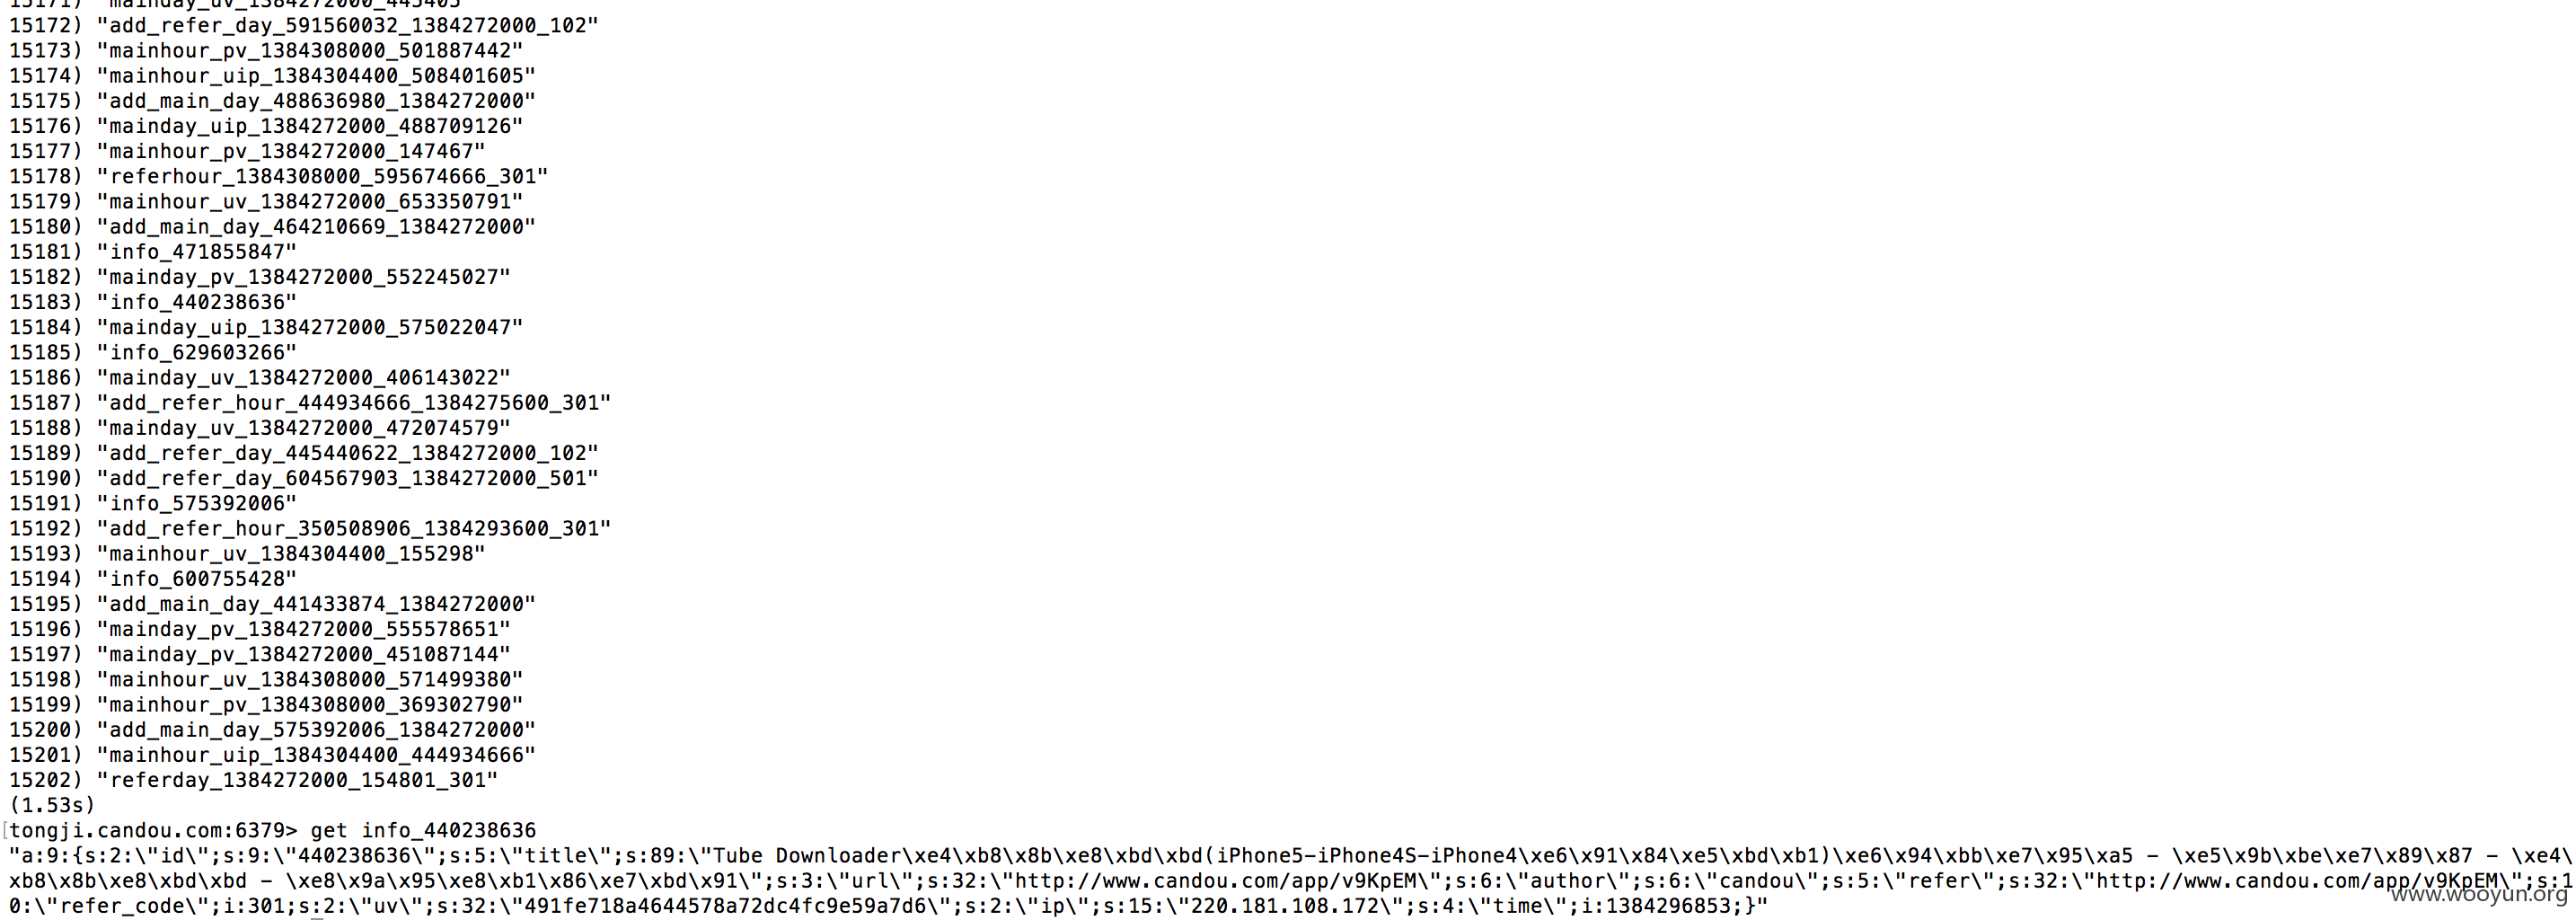 15171) "mainday_uv_1384272000_445405"
15172) "add_refer_day_591560032_1384272000_102"
15173) "mainhour_pv_1384308000_501887442"
15174) "mainhour_uip_1384304400_508401605"
15175) "add_main_day_488636980_1384272000"
15176) "mainday_uip_1384272000_488709126"
15177) "mainhour_pv_1384272000_147467"
15178) "referhour_1384308000_595674666_301"
15179) "mainhour_uv_1384272000_653350791"
15180) "add_main_day_464210669_1384272000"
15181) "info_471855847"
15182) "mainday_pv_1384272000_552245027"
15183) "info_440238636"
15184) "mainday_uip_1384272000_575022047"
15185) "info_629603266"
15186) "mainday_uv_1384272000_406143022"
15187) "add_refer_hour_444934666_1384275600_301"
15188) "mainday_uv_1384272000_472074579"
15189) "add_refer_day_445440622_1384272000_102"
15190) "add_refer_day_604567903_1384272000_501"
15191) "info_575392006"
15192) "add_refer_hour_350508906_1384293600_301"
15193) "mainhour_uv_1384304400_155298"
15194) "info_600755428"
15195) "add_main_day_441433874_1384272000"
15196) "mainday_pv_1384272000_555578651"
15197) "mainday_pv_1384272000_451087144"
15198) "mainhour_uv_1384308000_571499380"
15199) "mainhour_pv_1384308000_369302790"
15200) "add_main_day_575392006_1384272000"
15201) "mainhour_uip_1384304400_444934666"
15202) "referday_1384272000_154801_301"
(1.53s)
[tongji.candou.com:6379> get info_440238636
"a:9:{s:2:\"id\";s:9:\"440238636\";s:5:\"title\";s:89:\"Tube Downloader\xe4\xb8\x8b\xe8\xbd\xbd(iPhone5-iPhone4S-iPhone4\xe6\x91\x84\xe5\xbd\xb1)\xe6\x94\xbb\xe7\x95\xa5 - \xe5\x9b\xbe\xe7\x89\x87 - \xe4\
xb8\x8b\xe8\xbd\xbd - \xe8\x9a\x95\xe8\xb1\x86\xe7\xbd\x91\";s:3:\"url\";s:32:\"http://www.candou.com/app/v9KpEM\";s:6:\"author\";s:6:\"candou\";s:5:\"refer\";s:32:\"http://www.candou.com/app/v9KpEM\";s:1
0:\"refer_code\";i:301;s:2:\"uv\";s:32:\"491fe718a4644578a72dc4fc9e59a7d6\";s:2:\"ip\";s:15:\"220.181.108.172\";s:4:\"time\";i:1384296853;}"
www.wooyun.org